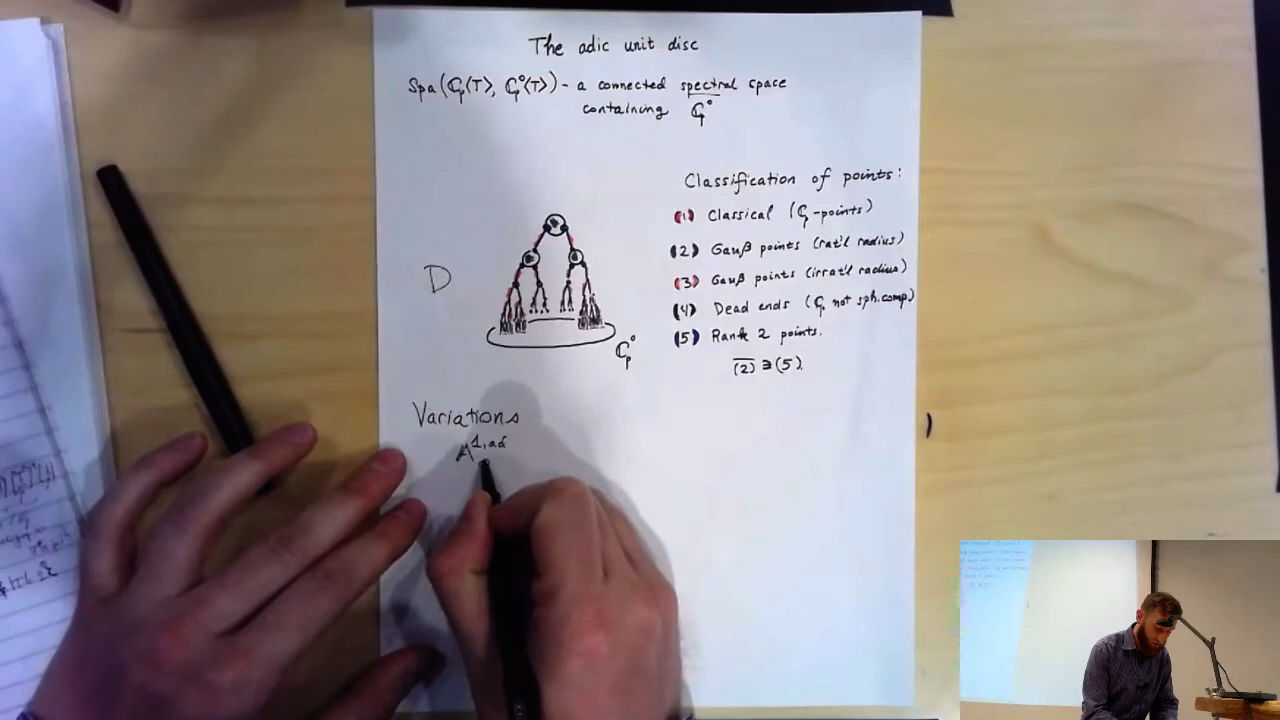 The adic unit disc
Spa(ℂₚ⟨T⟩, ℂₚ°⟨T⟩) - a connected spectral space
containing ℂₚ°
Classification of points:
(1) Classical (ℂₚ-points)
(2) Gauß points (rat'l radius)
(3) Gauß points (irrat'l radius)
(4) Dead ends (ℂₚ not sph. comp)
(5) Rank 2 points.
(2) ∋ (5).
D
ℂₚ°
Variations
A¹,ad